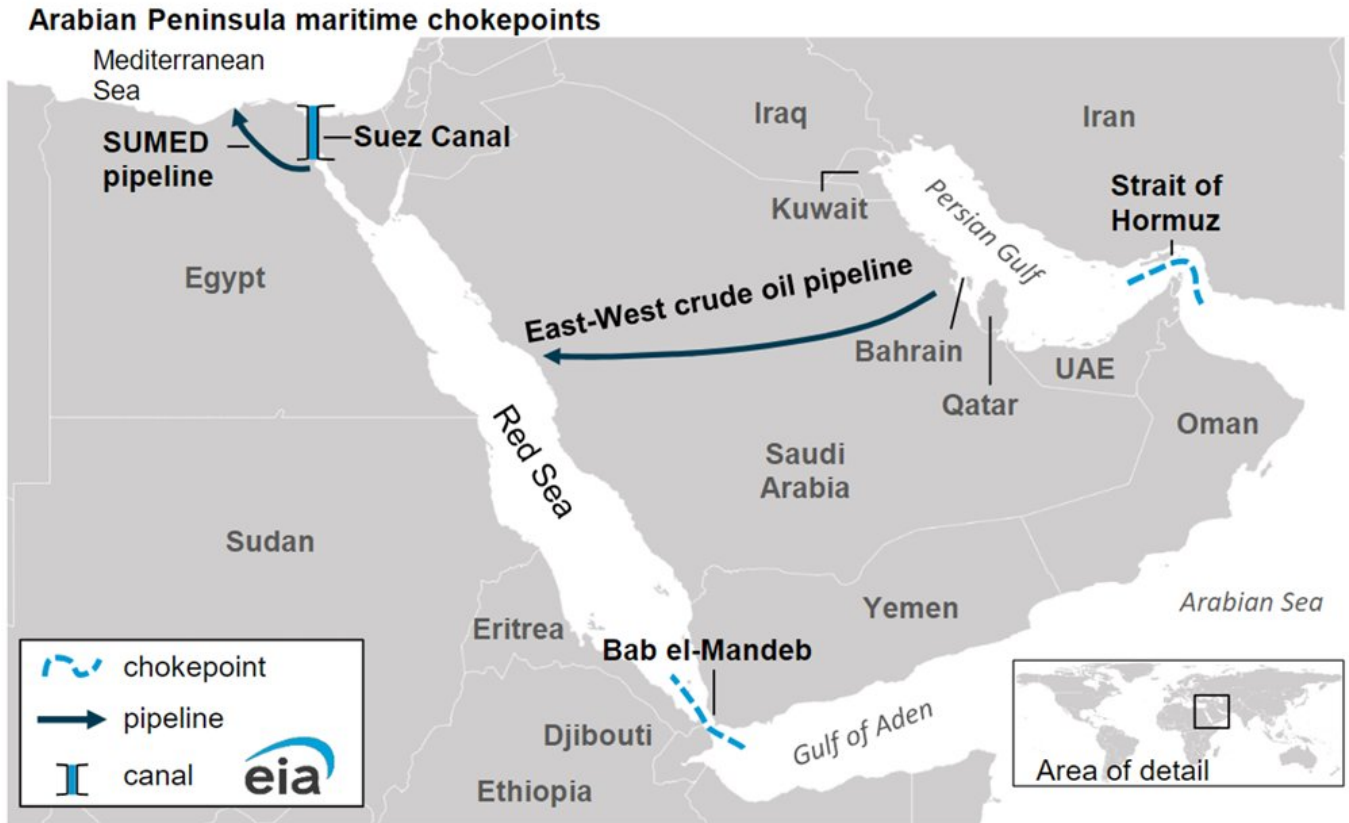 Arabian Peninsula maritime chokepoints
Mediterranean
Sea
SUMED
pipeline
Suez Canal
Iraq
Iran
Kuwait
Persian Gulf
Strait of
Hormuz
Egypt
East-West crude oil pipeline
Bahrain
Qatar
UAE
Oman
Red Sea
Saudi
Arabia
Sudan
Yemen
Arabian Sea
Eritrea
Bab el-Mandeb
Djibouti
Gulf of Aden
Ethiopia
chokepoint
pipeline
canal
eia
Area of detail